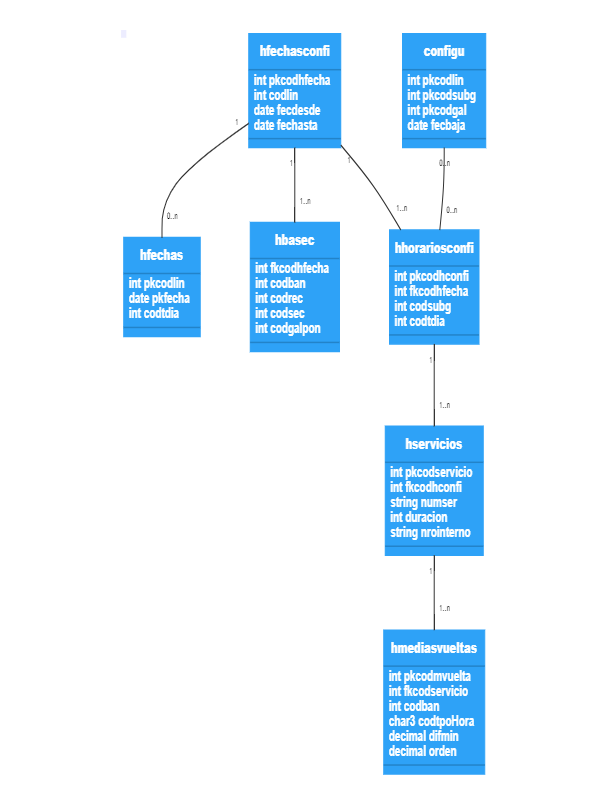 hfechasconfi
int pkcodhfecha
int codlin
date fecdesde
date fechasta
configu
int pkcodlin
int pkcodsubg
int pkcodgal
date fecbaja
1
0..n
1
1...n
1
1...n
0..n
0...n
hfechas
int pkcodlin
date pkfecha
int codtdia
hbasec
int fkcodhfecha
int codban
int codrec
int codsec
int codgalpon
hhorariosconfi
int pkcodhconfi
int fkcodhfecha
int codsubg
int codtdia
1
1...n
hservicios
int pkcodservicio
int fkcodhconfi
string numser
int duracion
string nrointerno
1
1...n
hmediasvueltas
int pkcodmvuelta
int fkcodservicio
int codban
char3 codtpoHora
decimal difmin
decimal orden